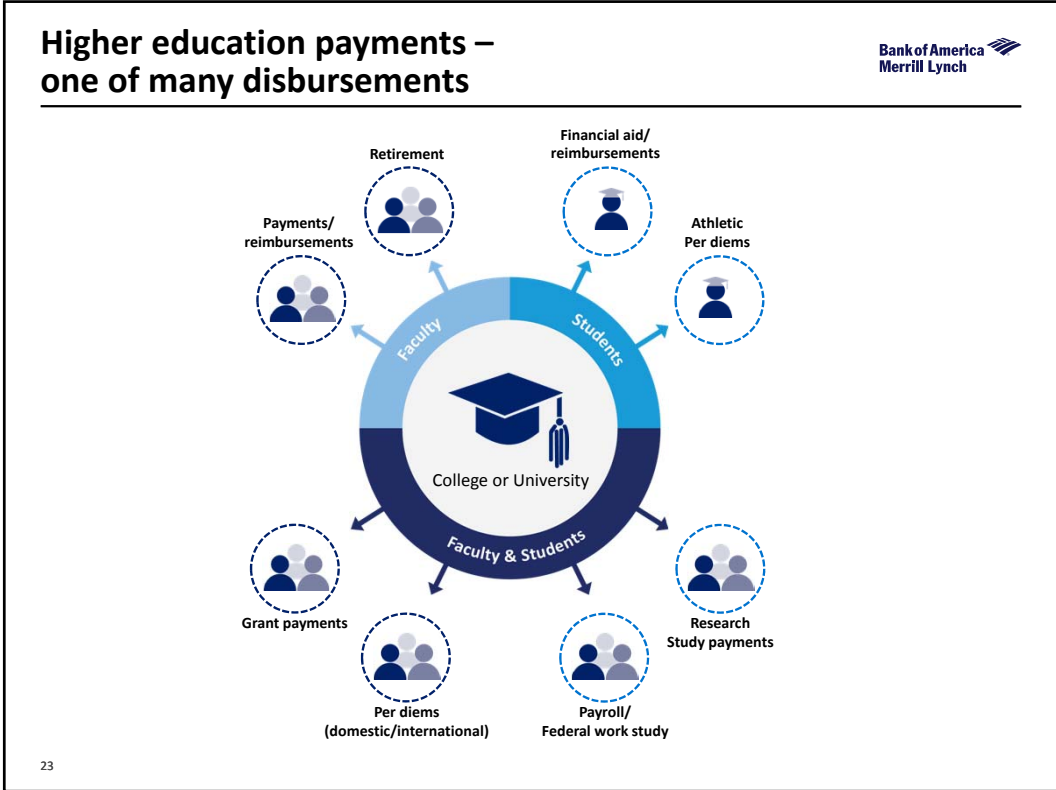 Higher education payments –
one of many disbursements
Bank of America
Merrill Lynch
Retirement
Financial aid/
reimbursements
Payments/
reimbursements
Athletic
Per diems
Faculty
Students
College or University
Faculty & Students
Grant payments
Research
Study payments
Per diems
(domestic/international)
Payroll/
Federal work study
23